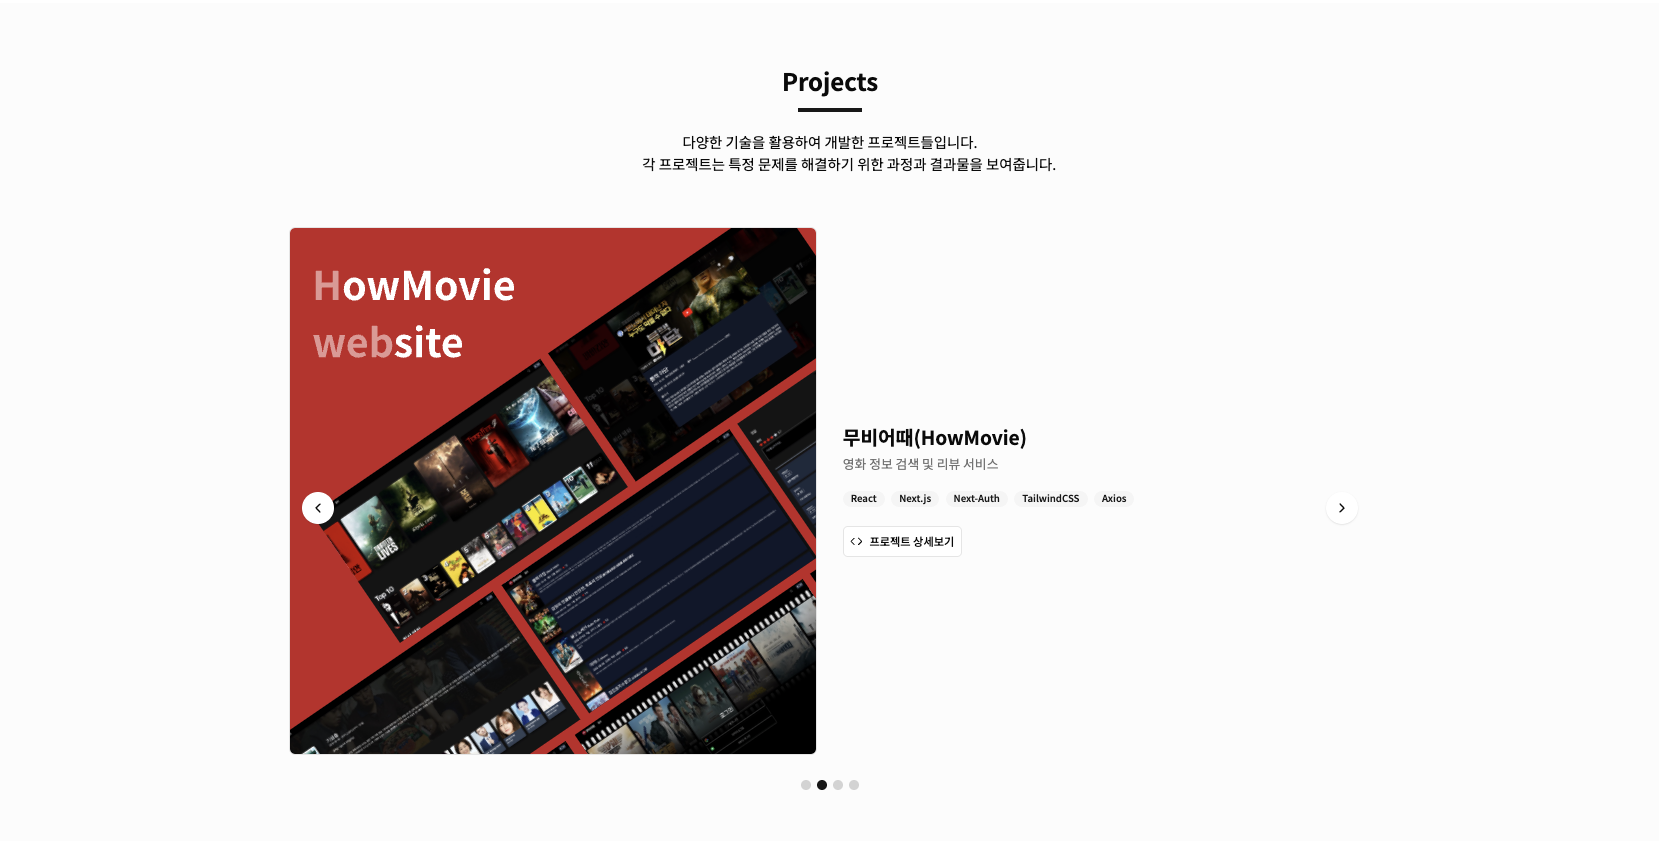 Projects
다양한 기술을 활용하여 개발한 프로젝트들입니다.
각 프로젝트는 특정 문제를 해결하기 위한 과정과 결과물을 보여줍니다.
HowMovie
website
Top 10
무비어때(HowMovie)
영화 정보 검색 및 리뷰 서비스
React Next.js Next-Auth TailwindCSS Axios
프로젝트 상세보기